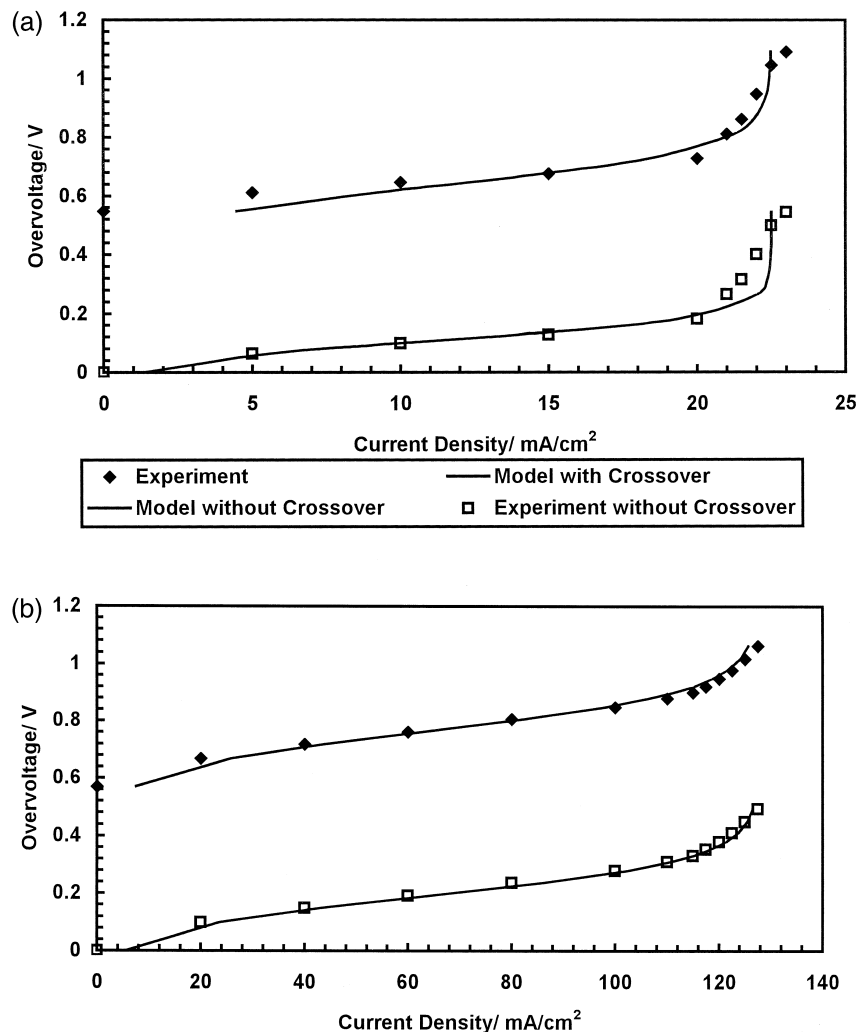 (a)
1.2
1
0.8
0.6
0.4
0.2
0
Overvoltage/ V
0 5 10 15 20 25
Current Density/ mA/cm²
Experiment
Model with Crossover
Model without Crossover
Experiment without Crossover
(b)
1.2
1
0.8
0.6
0.4
0.2
0
Overvoltage/ V
0 20 40 60 80 100 120 140
Current Density/ mA/cm²